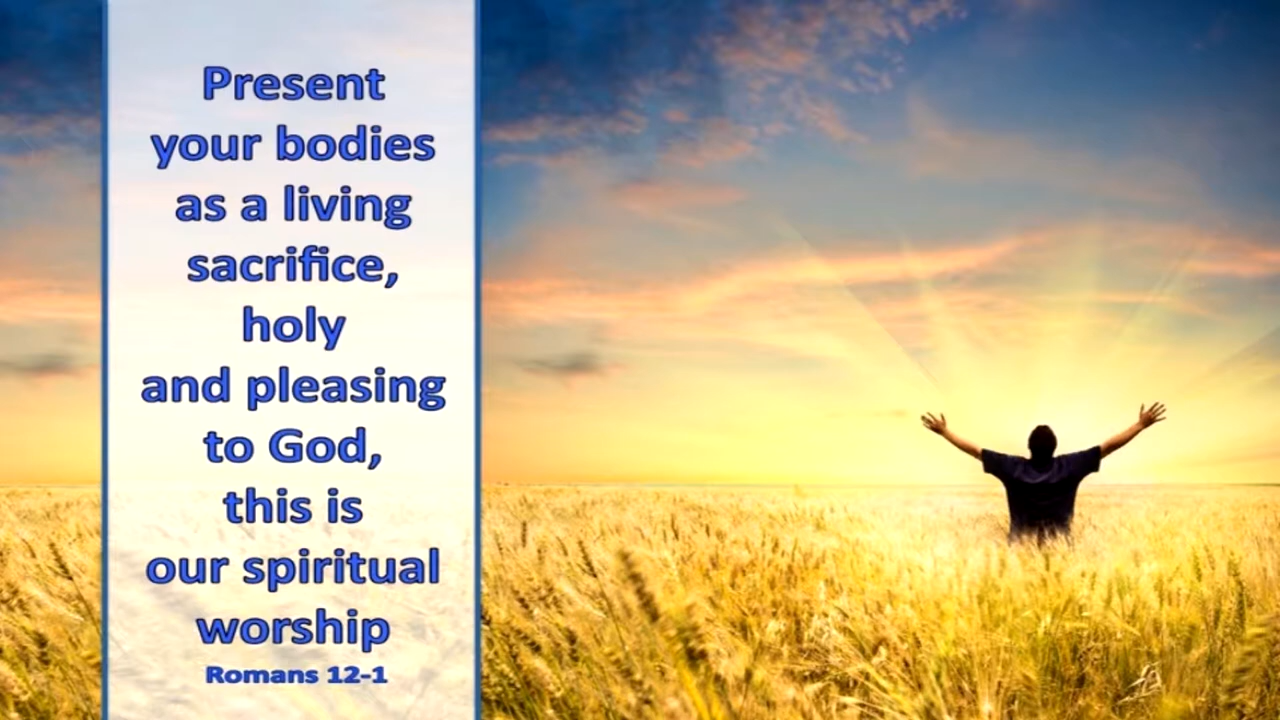 Present
your bodies
as a living
sacrifice,
holy
and pleasing
to God,
this is
our spiritual
worship
Romans 12-1